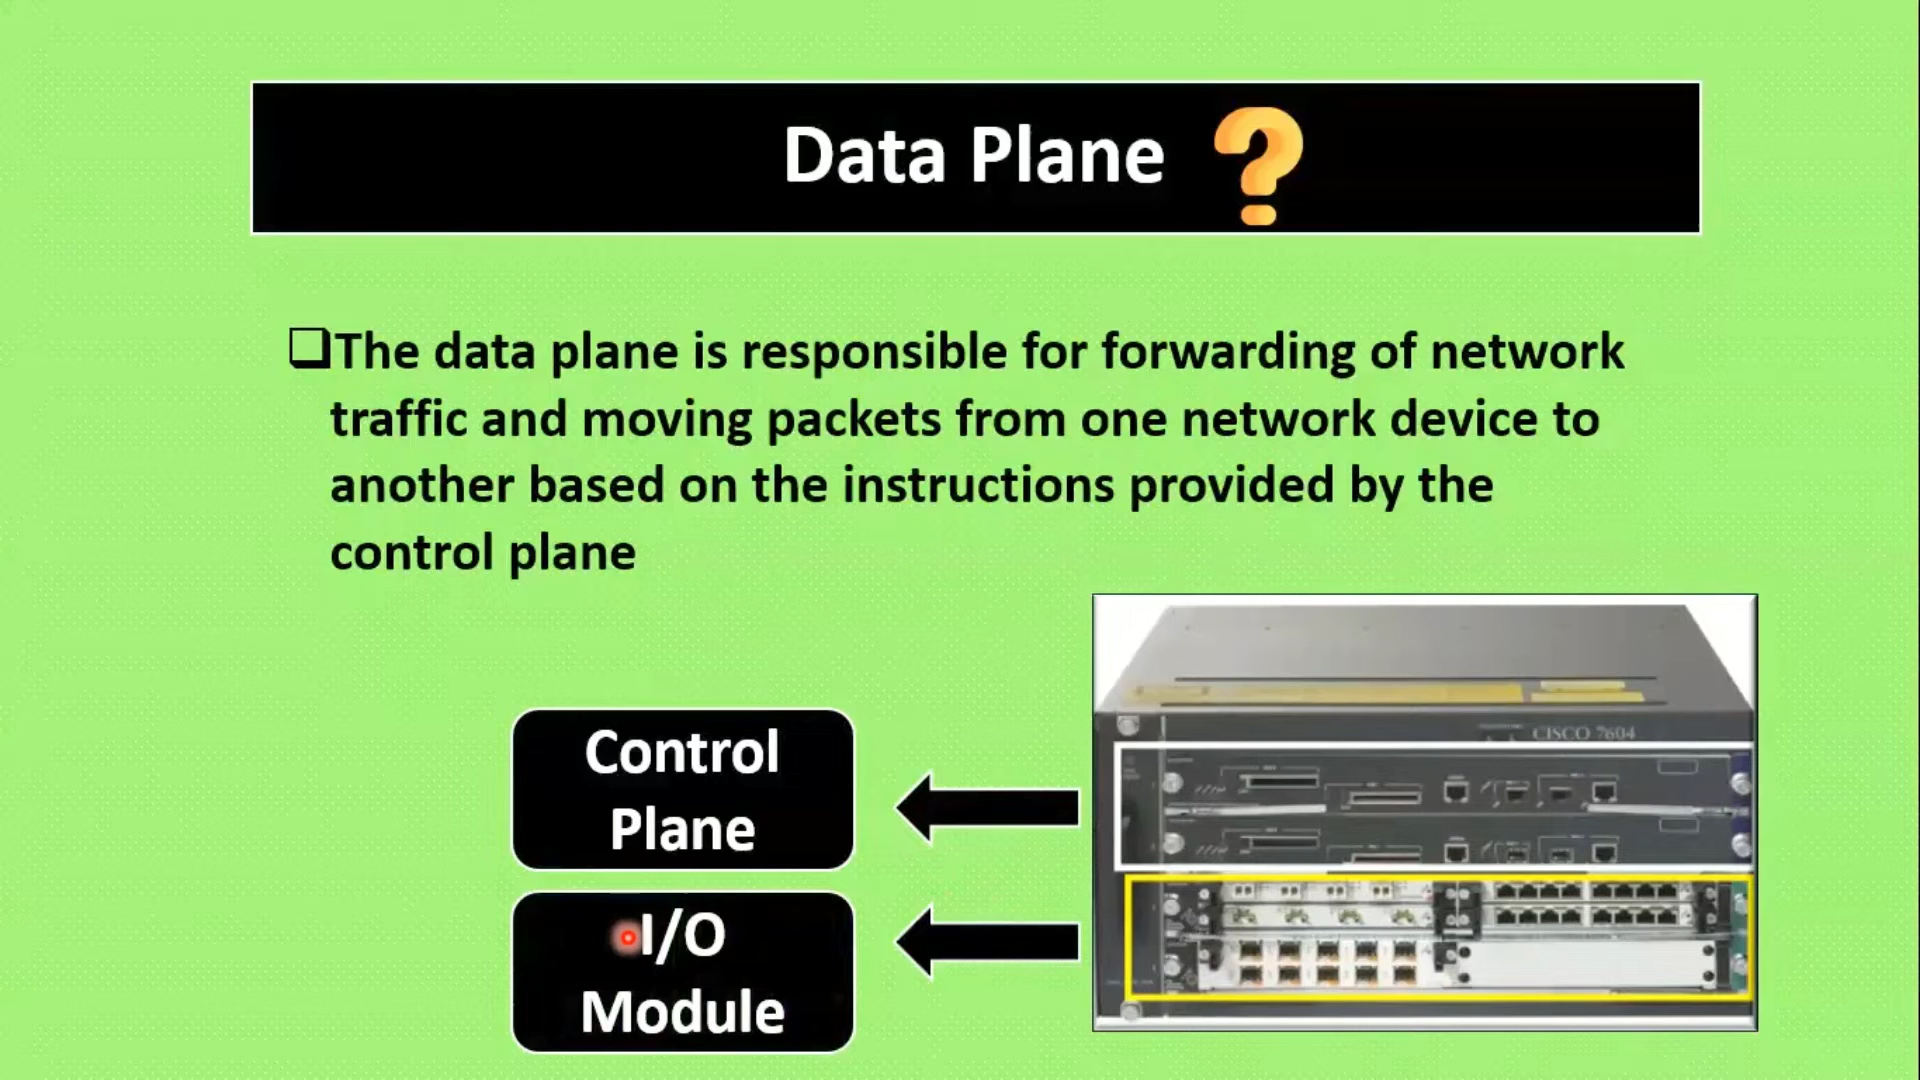 Data Plane ?
❑The data plane is responsible for forwarding of network
traffic and moving packets from one network device to
another based on the instructions provided by the
control plane
CISCO 7604
Control
Plane
I/O
Module